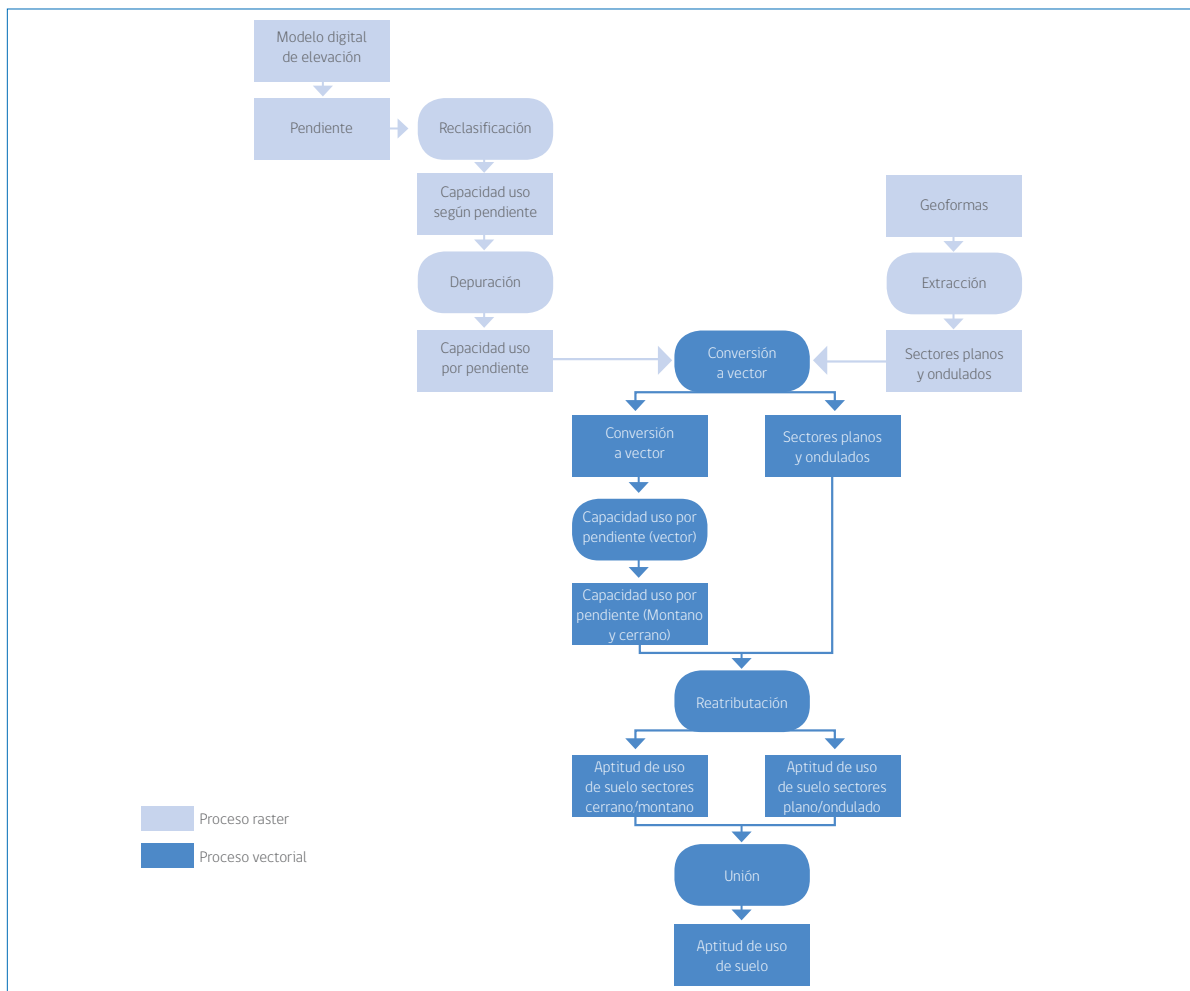 Modelo digital
de elevación
Pendiente
Reclasificación
Capacidad uso
según pendiente
Geoformas
Depuración
Extracción
Capacidad uso
por pendiente
Conversión
a vector
Sectores planos
y ondulados
Conversión
a vector
Sectores planos
y ondulados
Capacidad uso por
pendiente (vector)
Capacidad uso por
pendiente (Montano
y cerrano)
Reatributación
Aptitud de uso
de suelo sectores
cerrano/montano
Aptitud de uso
de suelo sectores
plano/ondulado
Proceso raster
Proceso vectorial
Unión
Aptitud de uso
de suelo